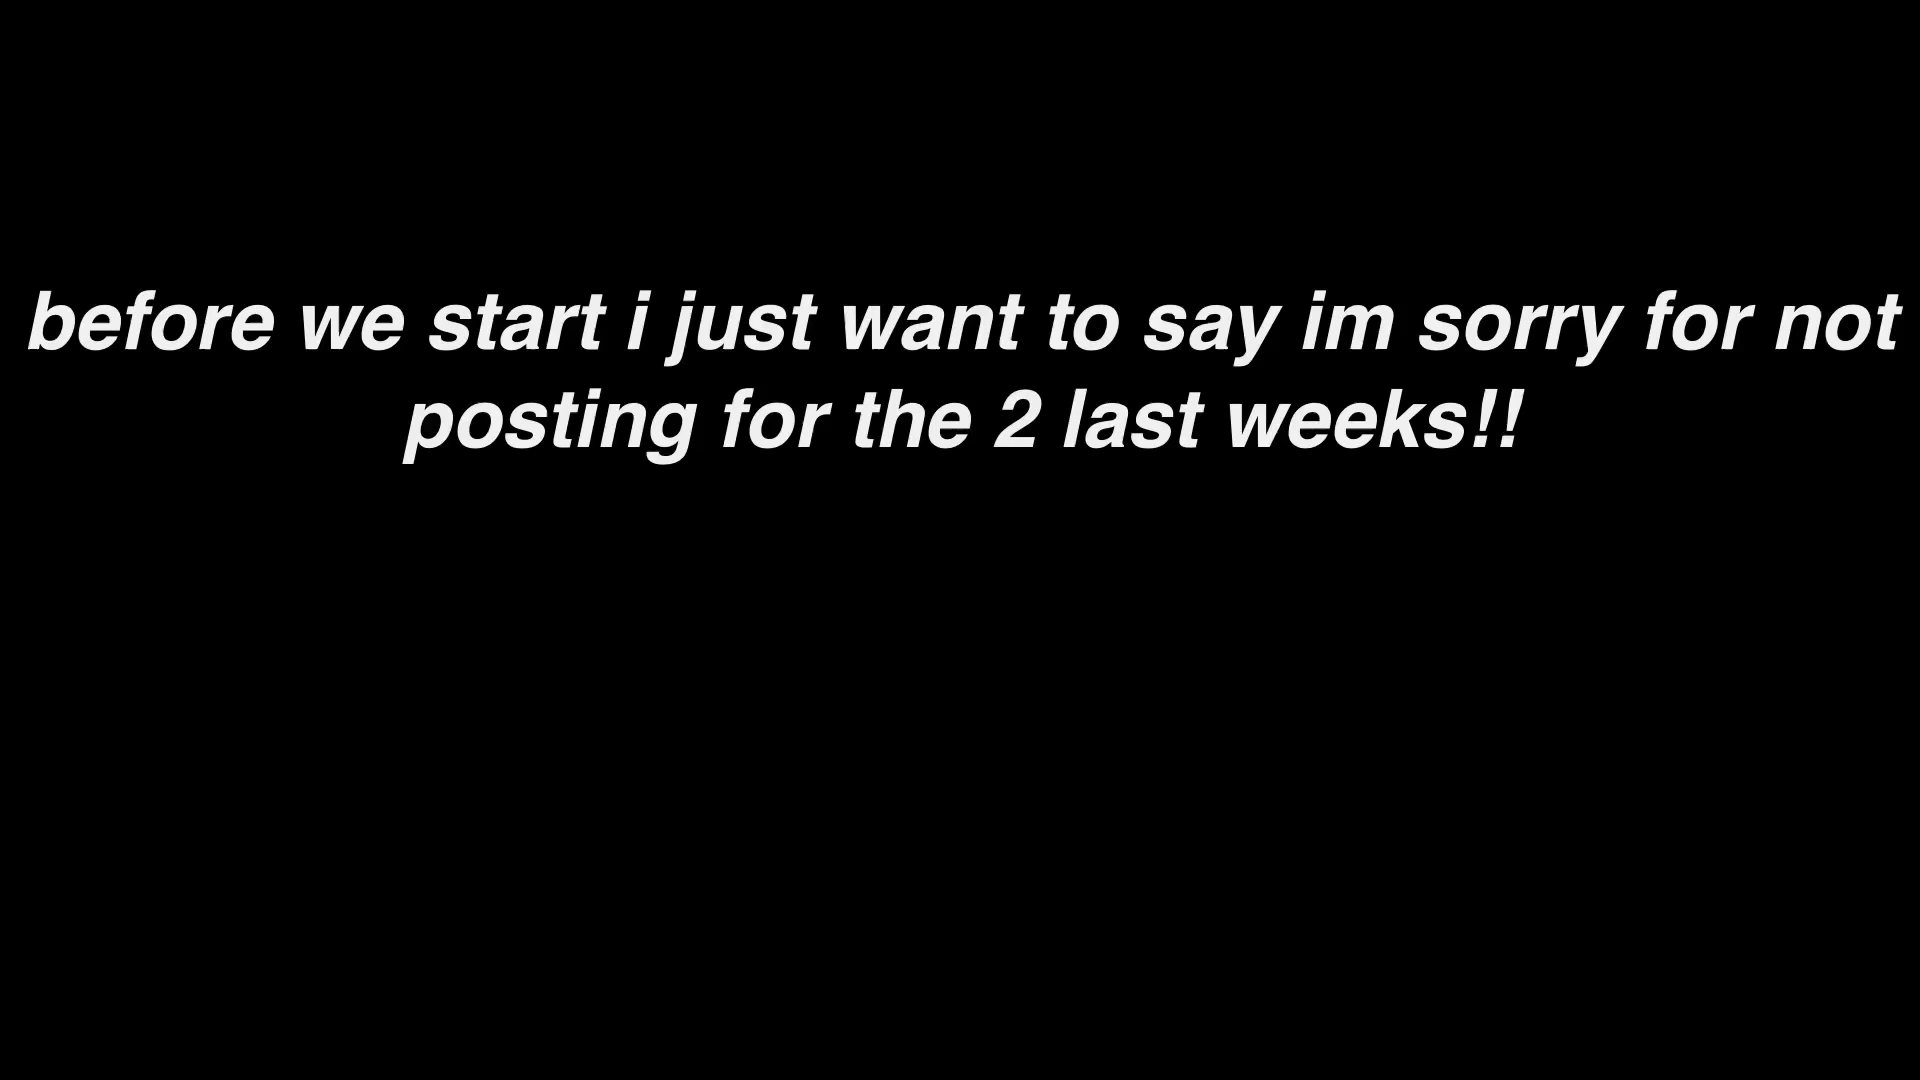 before we start i just want to say im sorry for not
posting for the 2 last weeks!!